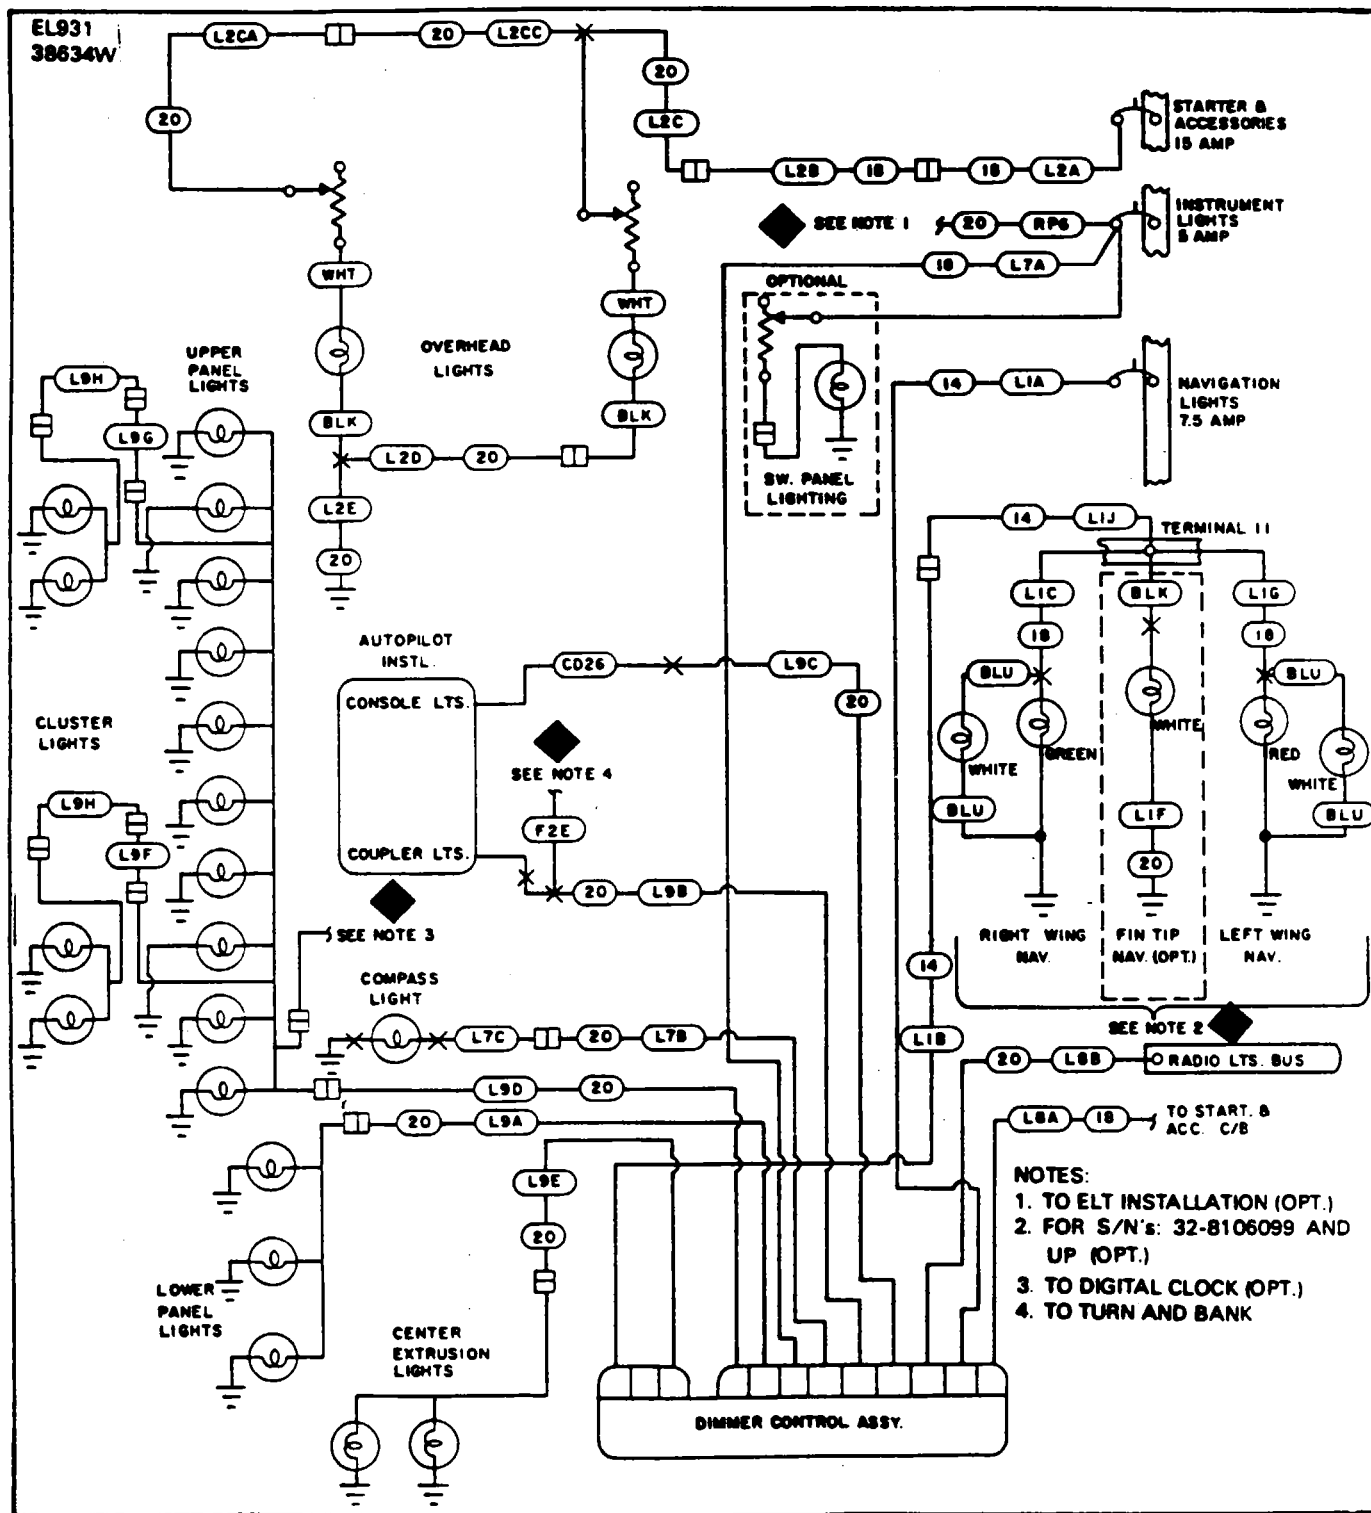 EL931
38634W
L2CA
20
L2CC
20
20
L2C
STARTER &
ACCESSORIES
15 AMP
L2B
18
18
L2A
SEE NOTE 1
20
RP6
INSTRUMENT
LIGHTS
5 AMP
18
L7A
WHT
WHT
OPTIONAL
OVERHEAD
LIGHTS
UPPER
PANEL
LIGHTS
L9H
L9G
14
L1A
NAVIGATION
LIGHTS
7.5 AMP
BLK
BLK
L2D
20
L2E
20
SW. PANEL
LIGHTING
14
L1J
TERMINAL 11
L1C
BLK
L1G
18
18
AUTOPILOT
INSTL.
CONSOLE LTS.
CD26
L9C
20
BLU
BLU
WHITE
GREEN
WHITE
RED
WHITE
CLUSTER
LIGHTS
SEE NOTE 4
L9H
L9F
F2E
BLU
L1F
BLU
COUPLER LTS.
20
L9B
20
SEE NOTE 3
RIGHT WING
NAV.
FIN TIP
NAV. (OPT.)
LEFT WING
NAV.
14
COMPASS
LIGHT
L7C
20
L7B
L1B
SEE NOTE 2
20
L8B
RADIO LTS. BUS
L9D
20
20
L9A
L8A
18
TO START. &
ACC. C/B
L9E
20
NOTES:
1. TO ELT INSTALLATION (OPT.)
2. FOR S/N's: 32-8106099 AND
UP (OPT.)
3. TO DIGITAL CLOCK (OPT.)
4. TO TURN AND BANK
LOWER
PANEL
LIGHTS
CENTER
EXTRUSION
LIGHTS
DIMMER CONTROL ASSY.